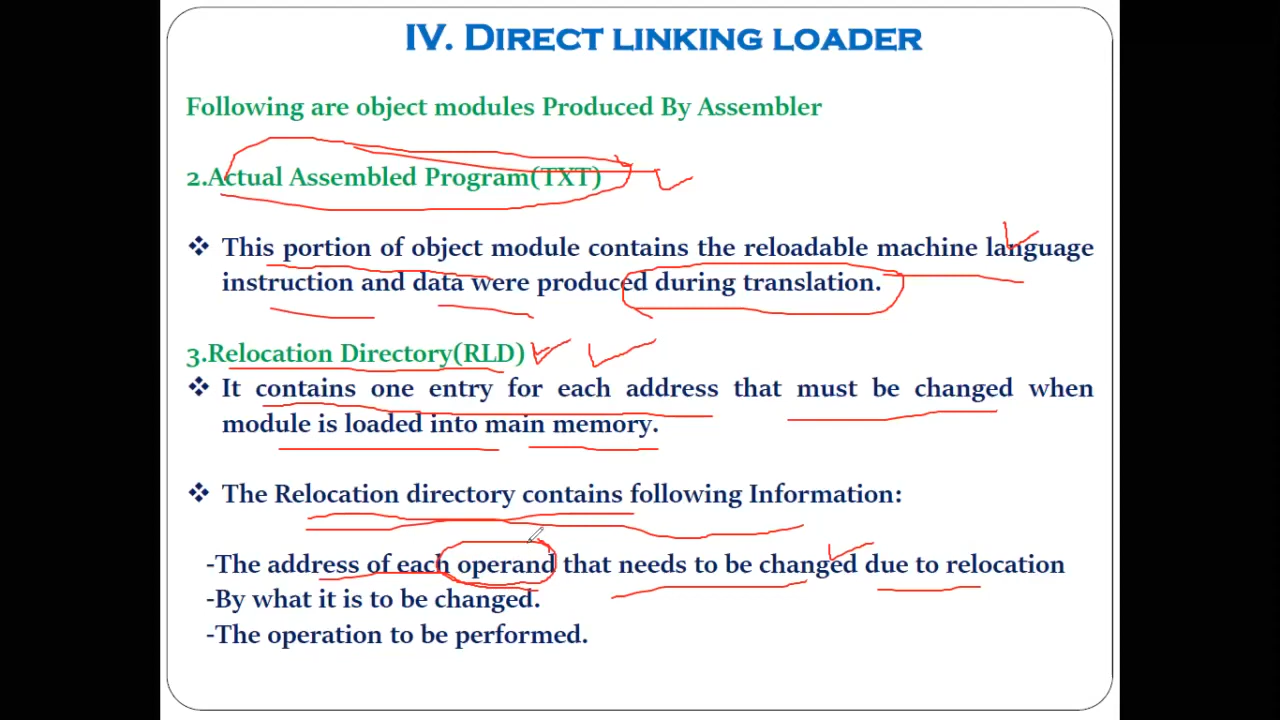 IV. DIRECT LINKING LOADER
Following are object modules Produced By Assembler
2.Actual Assembled Program(TXT)
❖ This portion of object module contains the reloadable machine language
instruction and data were produced during translation.
3.Relocation Directory(RLD)
❖ It contains one entry for each address that must be changed when
module is loaded into main memory.
❖ The Relocation directory contains following Information:
-The address of each operand that needs to be changed due to relocation
-By what it is to be changed.
-The operation to be performed.